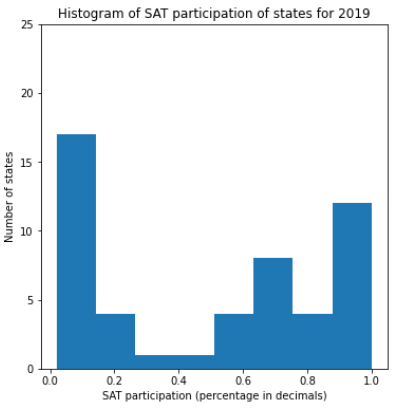 Histogram of SAT participation of states for 2019
25
20
15
10
5
0
Number of states
0.0 0.2 0.4 0.6 0.8 1.0
SAT participation (percentage in decimals)